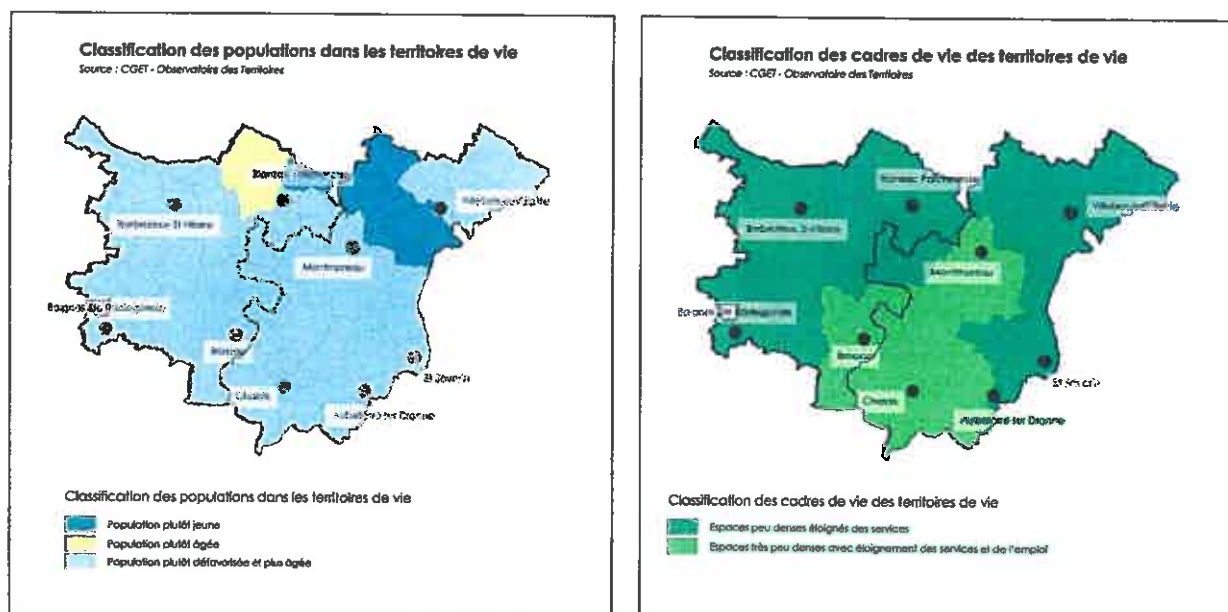 Classification des populations dans les territoires de vie
Source : CGET - Observatoire des Territoires
Barbezieux St Hilaire
Montmoreau
Brossac
Chalais
St Séverin
Aubeterre sur Dronne
Classification des populations dans les territoires de vie
Population plutôt jeune
Population plutôt âgée
Population plutôt défavorisée et plus âgée
Classification des cadres de vie des territoires de vie
Source : CGET - Observatoire des Territoires
Barbezieux St Hilaire
Montmoreau
Brossac
Chalais
St Séverin
Aubeterre sur Dronne
Classification des cadres de vie des territoires de vie
Espaces peu denses éloignés des services
Espaces très peu denses avec éloignement des services et de l'emploi